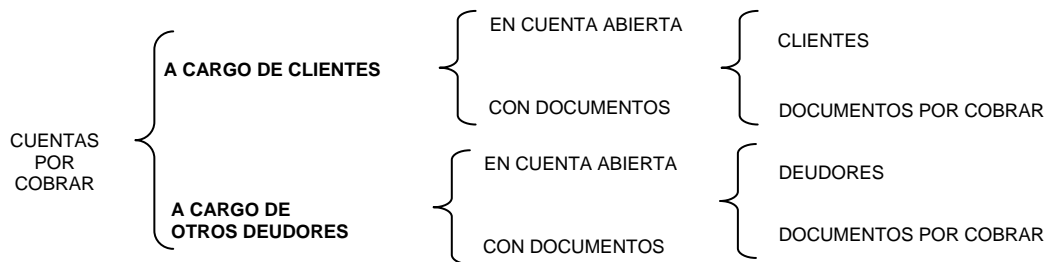 CUENTAS
POR
COBRAR
A CARGO DE CLIENTES
EN CUENTA ABIERTA
CLIENTES
CON DOCUMENTOS
DOCUMENTOS POR COBRAR
A CARGO DE
OTROS DEUDORES
EN CUENTA ABIERTA
DEUDORES
CON DOCUMENTOS
DOCUMENTOS POR COBRAR